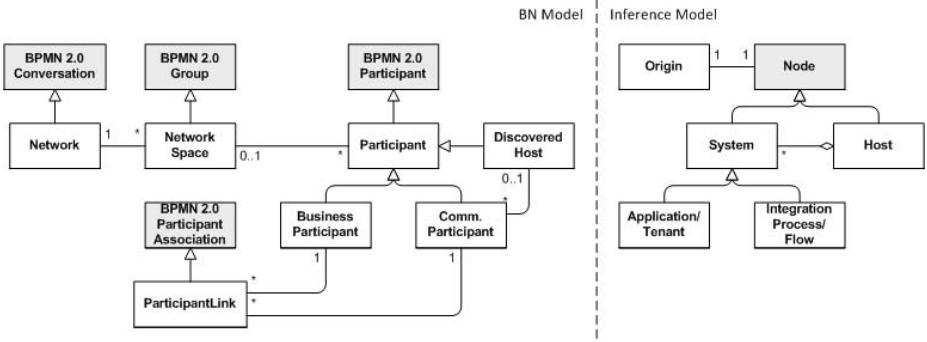 BN Model
Inference Model
BPMN 2.0
Conversation
BPMN 2.0
Group
BPMN 2.0
Participant
Origin
1
1
Node
Network
1
*
Network
Space
0..1
*
Participant
Discovered
Host
System
*
Host
0..1
*
BPMN 2.0
Participant
Association
Business
Participant
Comm.
Participant
Application/
Tenant
Integration
Process/
Flow
1
1
*
*
ParticipantLink